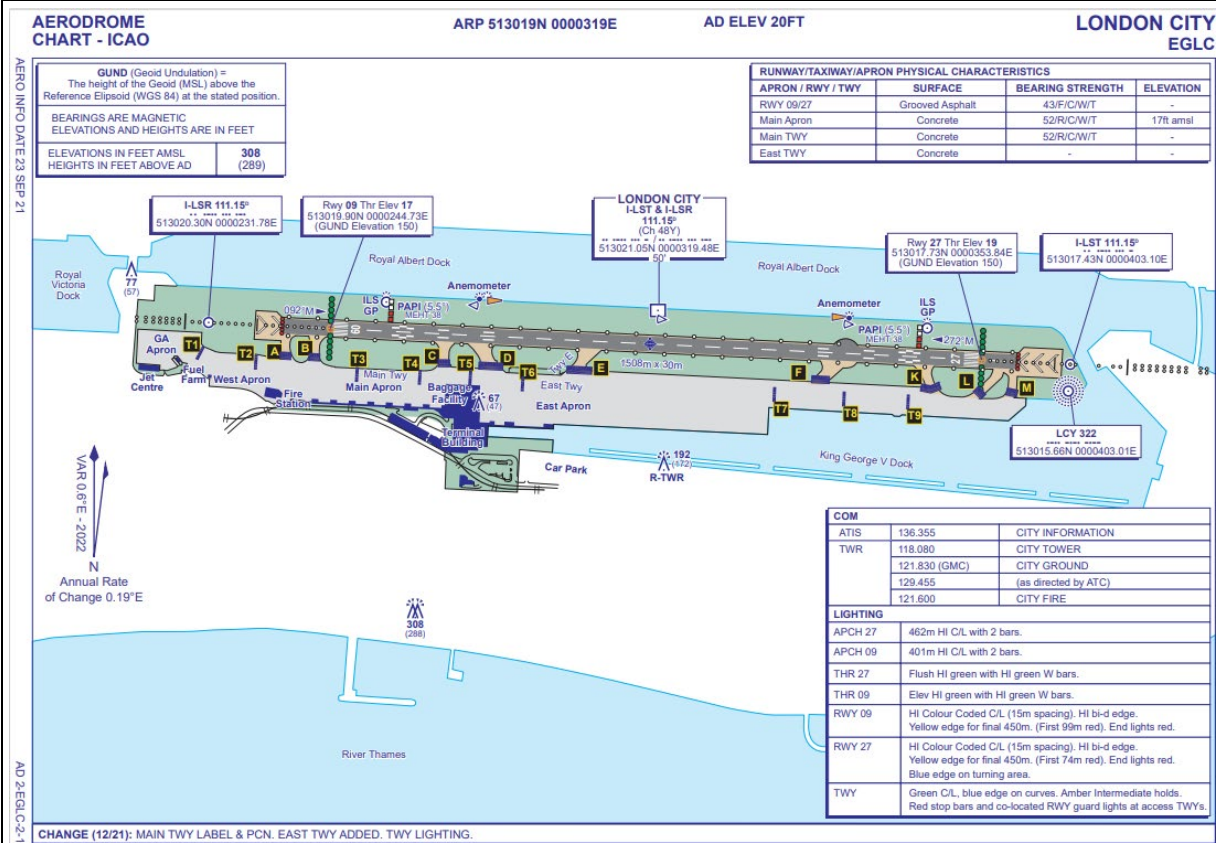 AERODROME
CHART - ICAO
ARP 513019N 0000319E
AD ELEV 20FT
LONDON CITY
EGLC
AERO INFO DATE 23 SEP 21
GUND (Geoid Undulation) =
The height of the Geoid (MSL) above the
Reference Elipsoid (WGS 84) at the stated position.
BEARINGS ARE MAGNETIC
ELEVATIONS AND HEIGHTS ARE IN FEET
ELEVATIONS IN FEET AMSL 308
HEIGHTS IN FEET ABOVE AD (289)
RUNWAY/TAXIWAY/APRON PHYSICAL CHARACTERISTICS
APRON / RWY / TWY SURFACE BEARING STRENGTH ELEVATION
RWY 09/27 Grooved Asphalt 43/F/C/W/T -
Main Apron Concrete 52/R/C/W/T 17ft amsl
Main TWY Concrete 52/R/C/W/T -
East TWY Concrete - -
I-LSR 111.15D
513020.30N 0000231.78E
Rwy 09 Thr Elev 17
513019.90N 0000244.73E
(GUND Elevation 150)
LONDON CITY
I-LST & I-LSR
111.15D
(Ch 48Y)
513021.05N 0000319.48E
50'
Rwy 27 Thr Elev 19
513017.73N 0000353.84E
(GUND Elevation 150)
I-LST 111.15D
513017.43N 0000403.10E
Royal
Victoria
Dock
77
(57)
Royal Albert Dock
Royal Albert Dock
092°M
ILS
GP
PAPI (5.5°)
MEHT 38
Anemometer
Anemometer
ILS
GP
PAPI (5.5°)
MEHT 38
272°M
09
27
1508m x 30m
GA
Apron
T1
T2
A
B
T3
T4
C
T5
D
T6
Twy E
E
F
K
L
M
T7
T8
T9
Jet
Centre
Fuel
Farm
West Apron
Main Twy
Main Apron
Fire
Station
Baggage
Facility
67
(47)
East Twy
East Apron
Terminal
Building
Car Park
192
(172)
R-TWR
King George V Dock
LCY 322
513015.66N 0000403.01E
VAR 0.6°E - 2022
N
Annual Rate
of Change 0.19°E
308
(288)
River Thames
COM
ATIS 136.355 CITY INFORMATION
TWR 118.080 CITY TOWER
121.830 (GMC) CITY GROUND
129.455 (as directed by ATC)
121.600 CITY FIRE
LIGHTING
APCH 27 462m HI C/L with 2 bars.
APCH 09 401m HI C/L with 2 bars.
THR 27 Flush HI green with HI green W bars.
THR 09 Elev HI green with HI green W bars.
RWY 09 HI Colour Coded C/L (15m spacing). HI bi-d edge.
Yellow edge for final 450m. (First 99m red). End lights red.
RWY 27 HI Colour Coded C/L (15m spacing). HI bi-d edge.
Yellow edge for final 450m. (First 74m red). End lights red.
Blue edge on turning area.
TWY Green C/L, blue edge on curves. Amber Intermediate holds.
Red stop bars and co-located RWY guard lights at access TWYs.
AD 2-EGLC-2-1
CHANGE (12/21): MAIN TWY LABEL & PCN. EAST TWY ADDED. TWY LIGHTING.